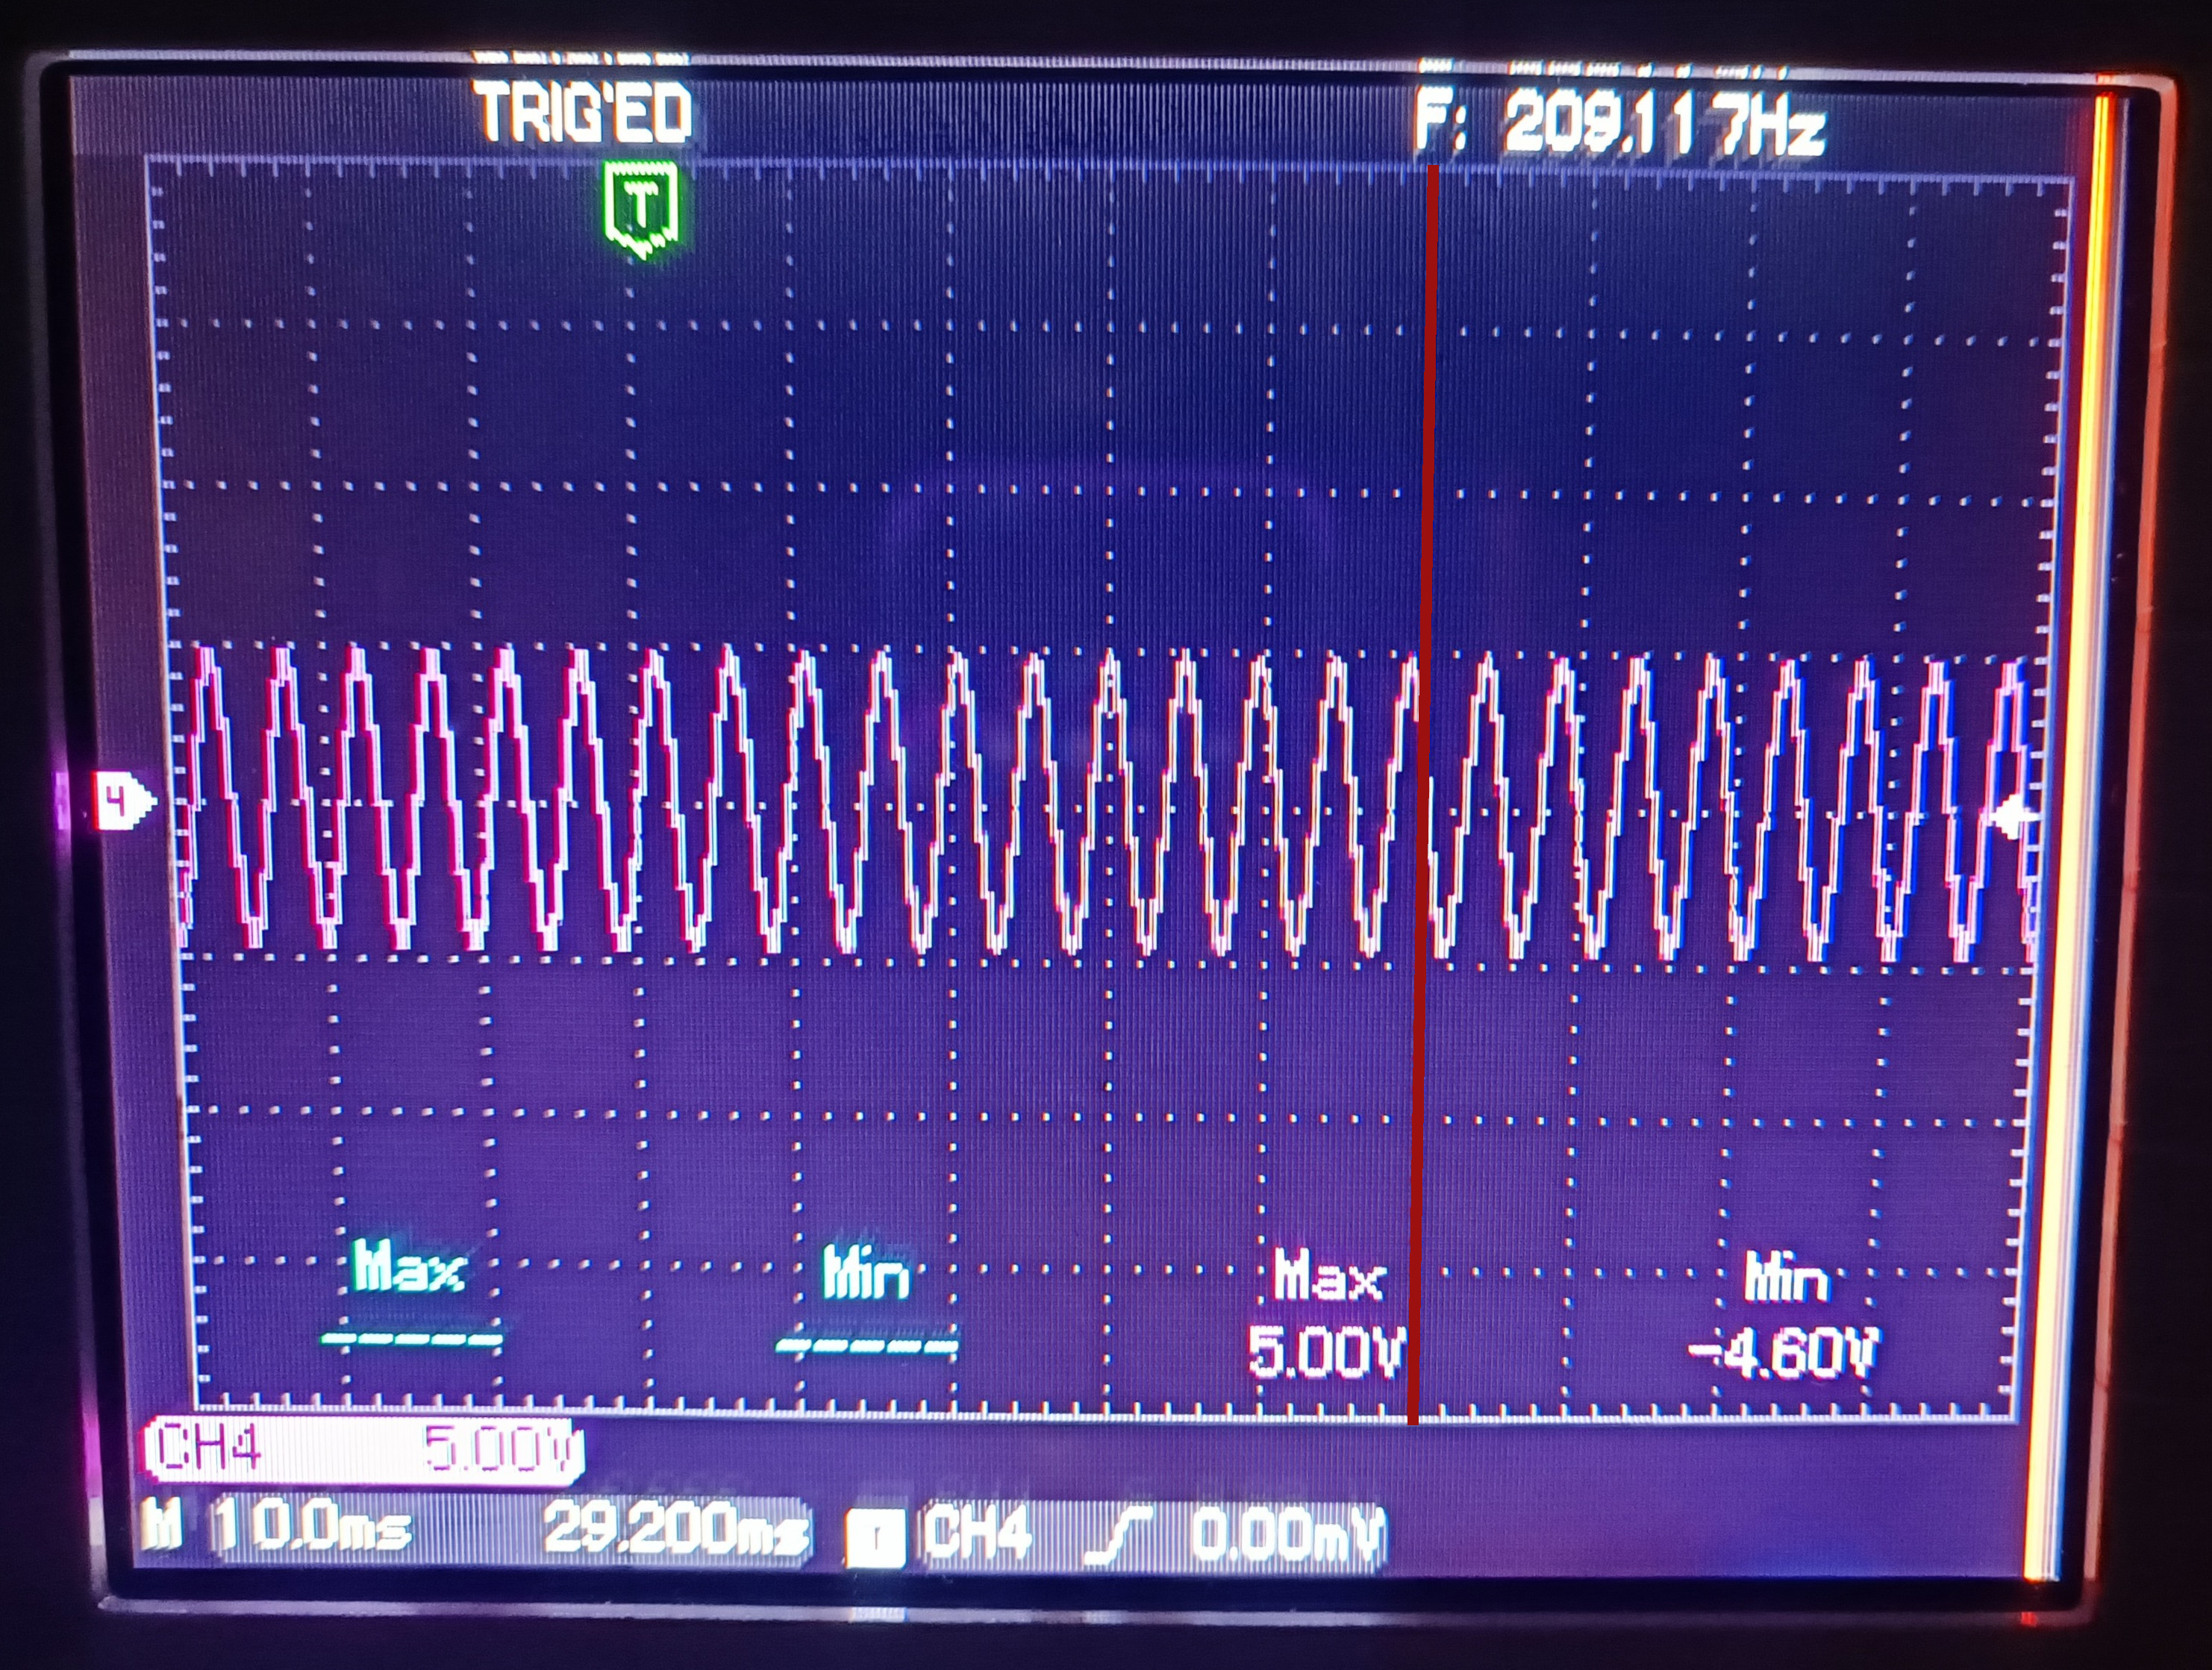 TRIG'ED F: 209.117Hz
T
4
Max Min Max Min
----- ----- 5.00V -4.60V
CH4 5.00V
M 10.0ms 29.200ms T CH4 0.00mV